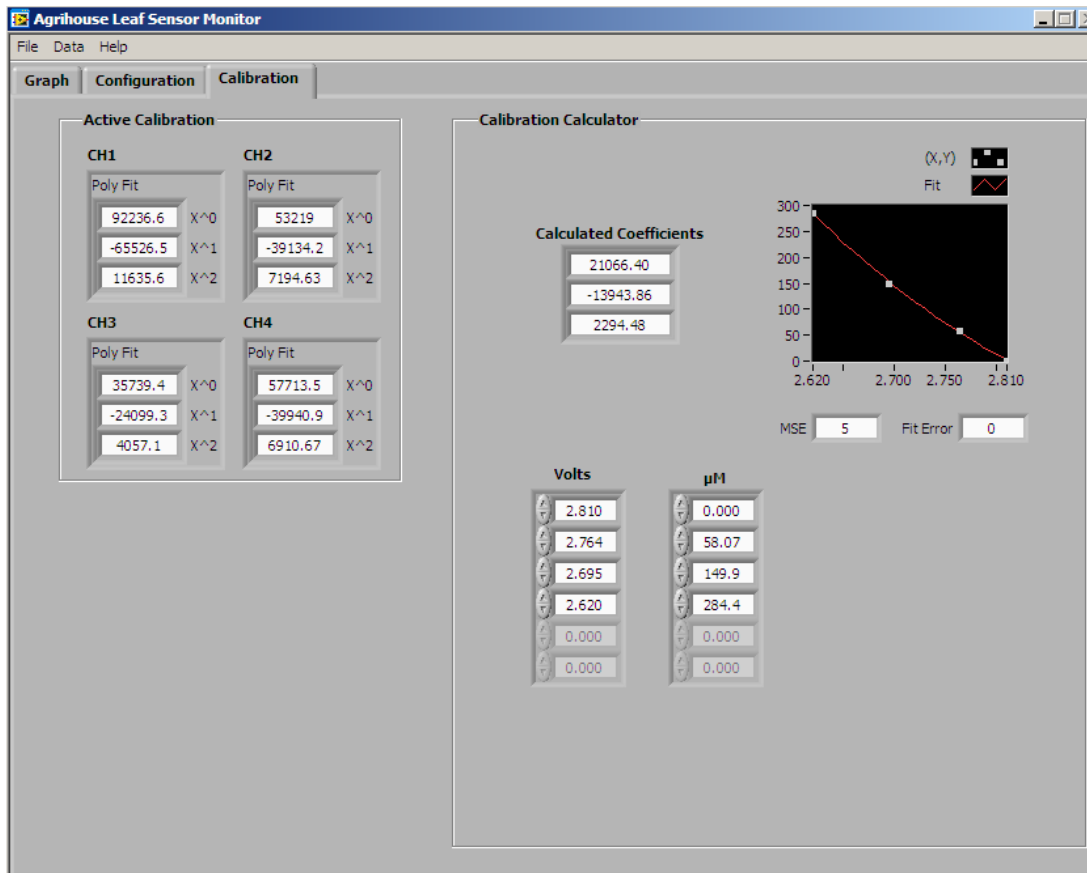 Agrihouse Leaf Sensor Monitor
File Data Help
Graph Configuration Calibration
Active Calibration
CH1
Poly Fit
92236.6 X^0
-65526.5 X^1
11635.6 X^2
CH2
Poly Fit
53219 X^0
-39134.2 X^1
7194.63 X^2
CH3
Poly Fit
35739.4 X^0
-24099.3 X^1
4057.1 X^2
CH4
Poly Fit
57713.5 X^0
-39940.9 X^1
6910.67 X^2
Calibration Calculator
(X,Y)
Fit
Calculated Coefficients
21066.40
-13943.86
2294.48
300
250
200
150
100
50
0
2.620 2.700 2.750 2.810
MSE 5 Fit Error 0
Volts µM
2.810 0.000
2.764 58.07
2.695 149.9
2.620 284.4
0.000 0.000
0.000 0.000